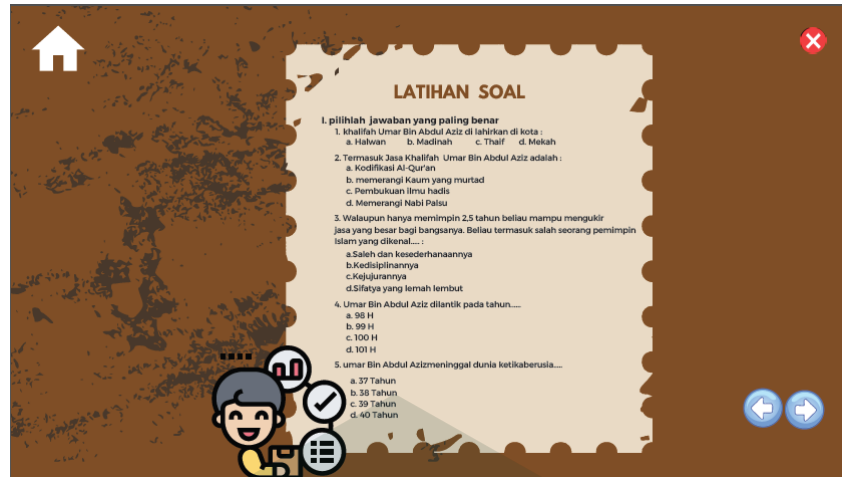 LATIHAN SOAL
I. pilihlah jawaban yang paling benar
1. khalifah Umar Bin Abdul Aziz di lahirkan di kota :
a. Halwan b. Madinah c. Thaif d. Mekah
2. Termasuk Jasa Khalifah Umar Bin Abdul Aziz adalah :
a. Kodifikasi Al-Qur'an
b. memerangi Kaum yang murtad
c. Pembukuan ilmu hadis
d. Memerangi Nabi Palsu
3. Walaupun hanya memimpin 2,5 tahun beliau mampu mengukir
jasa yang besar bagi bangsanya. Beliau termasuk salah seorang pemimpin
Islam yang dikenal.... :
a.Saleh dan kesederhanaannya
b.Kedisiplinannya
c.Kejujurannya
d.Sifatya yang lemah lembut
4. Umar Bin Abdul Aziz dilantik pada tahun.....
a. 98 H
b. 99 H
c. 100 H
d. 101 H
5. umar Bin Abdul Azizmeninggal dunia ketikaberusia....
a. 37 Tahun
b. 38 Tahun
c. 39 Tahun
d. 40 Tahun